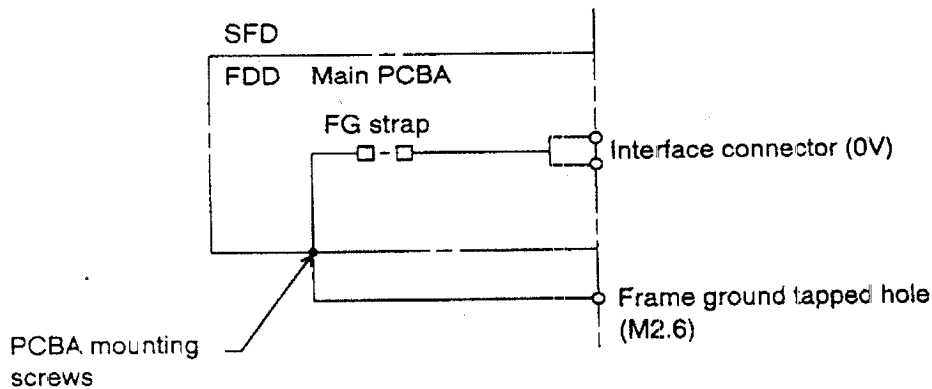 SFD
FDD Main PCBA
FG strap
Interface connector (0V)
Frame ground tapped hole
(M2.6)
PCBA mounting
screws